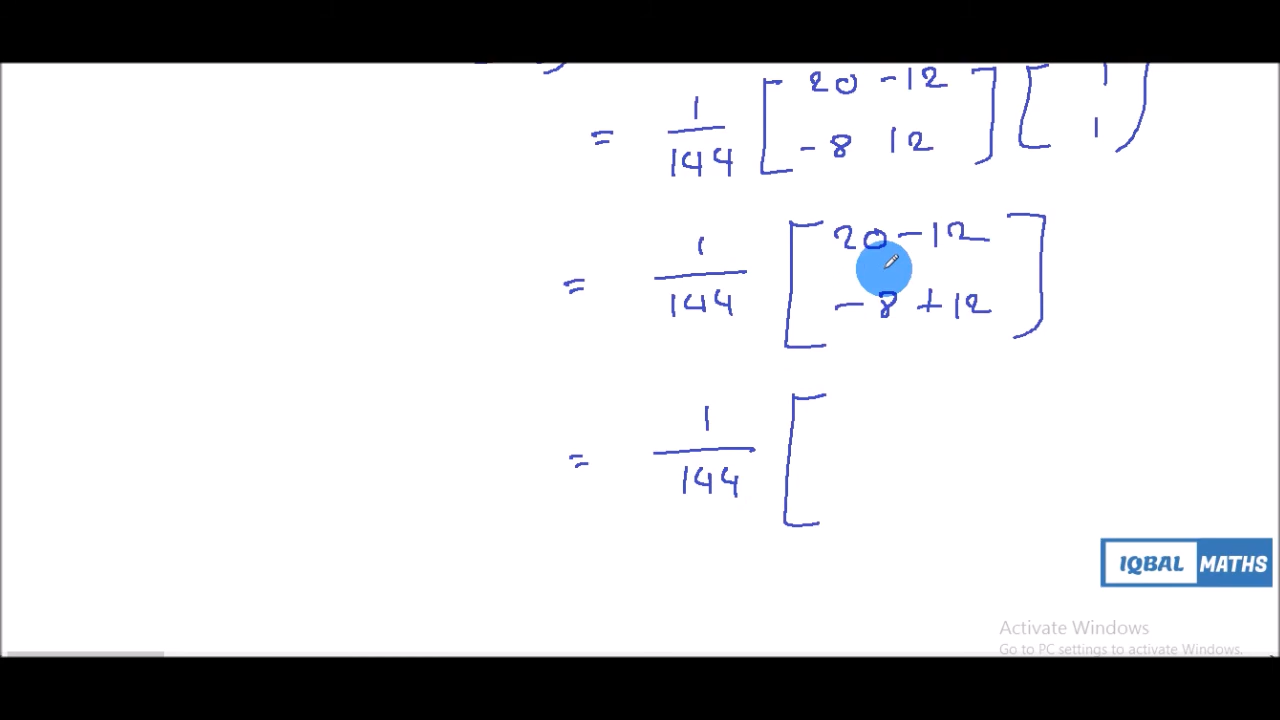 = 1/144 [ 20 -12 ] [ 1
-8 12 ] 1 )
= 1/144 [ 20 - 12
- 8 + 12 ]
= 1/144 [
IQBAL MATHS
Activate Windows
Go to PC settings to activate Windows.